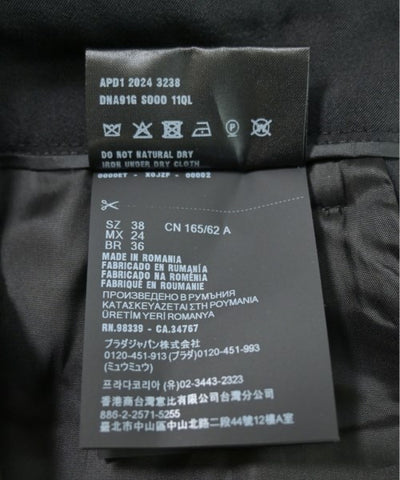 APD1 2024 3238
DNA91G S000 11QL
DO NOT NATURAL DRY
IRON UNDER DRY CLOTH
SZ 38
MX 24
BR 36
CN 165/62 A
MADE IN ROMANIA
FABRICADO EN RUMANÍA
FABRICADO NA ROMÊNIA
FABRIQUÉ EN ROUMANIE
ПРОИЗВЕДЕНО В РУМЪНИЯ
ΚΑΤΑΣΚΕΥΑΖΕΤΑΙ ΣΤΗ ΡΟΥΜΑΝΙΑ
ÜRETİM YERİ ROMANYA
RN.98339 - CA.34767
プラダジャパン株式会社
0120-451-913 (プラダ) 0120-451-993
(ミュウミュウ)
프라다코리아 (유) 02-3443-2323
香港商台灣意比有限公司台灣分公司
886-2-2571-5255
臺北市中山區中山北路二段44號12樓A室